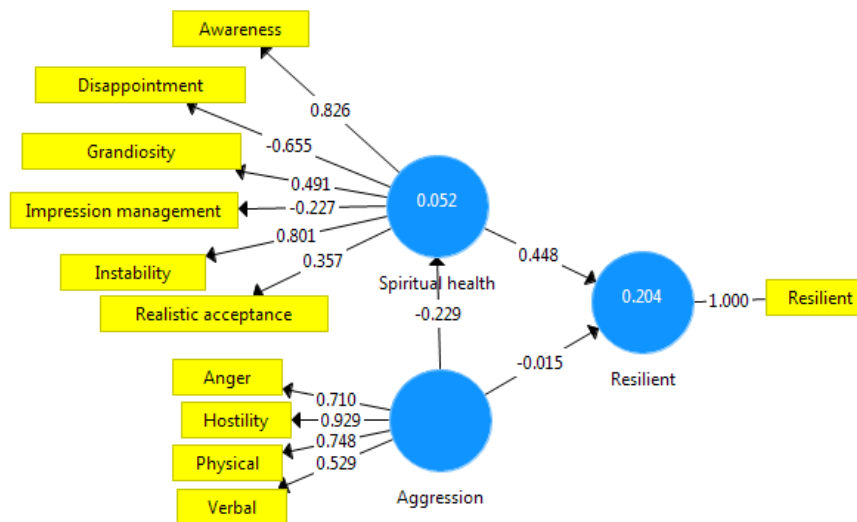 Awareness
Disappointment
0.826
Grandiosity
-0.655
0.491
Impression management
-0.227
0.052
0.801
0.448
Instability
0.357
Spiritual health
Realistic acceptance
-0.229
0.204
1.000
Resilient
-0.015
Resilient
Anger
0.710
Hostility
0.929
0.748
Physical
0.529
Aggression
Verbal